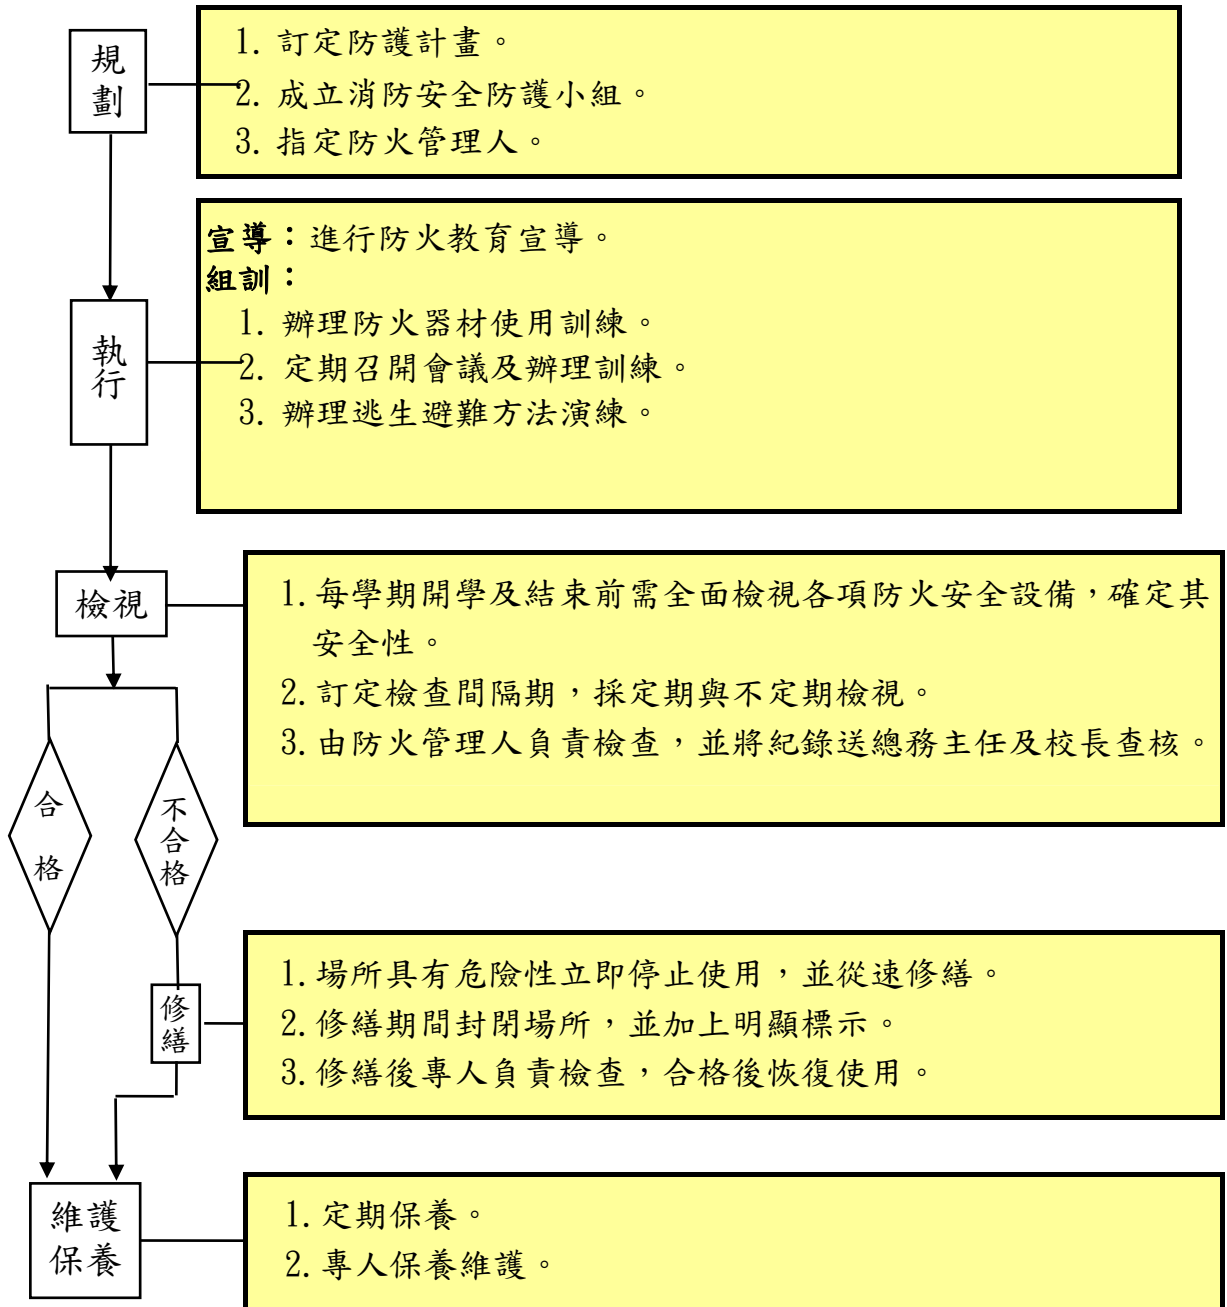 規
劃
1. 訂定防護計畫。
2. 成立消防安全防護小組。
3. 指定防火管理人。
執
行
宣導：進行防火教育宣導。
組訓：
1. 辦理防火器材使用訓練。
2. 定期召開會議及辦理訓練。
3. 辦理逃生避難方法演練。
檢視
1. 每學期開學及結束前需全面檢視各項防火安全設備，確定其
安全性。
2. 訂定檢查間隔期，採定期與不定期檢視。
3. 由防火管理人負責檢查，並將紀錄送總務主任及校長查核。
合
格
不
合
格
修
繕
1. 場所具有危險性立即停止使用，並從速修繕。
2. 修繕期間封閉場所，並加上明顯標示。
3. 修繕後專人負責檢查，合格後恢復使用。
維護
保養
1. 定期保養。
2. 專人保養維護。